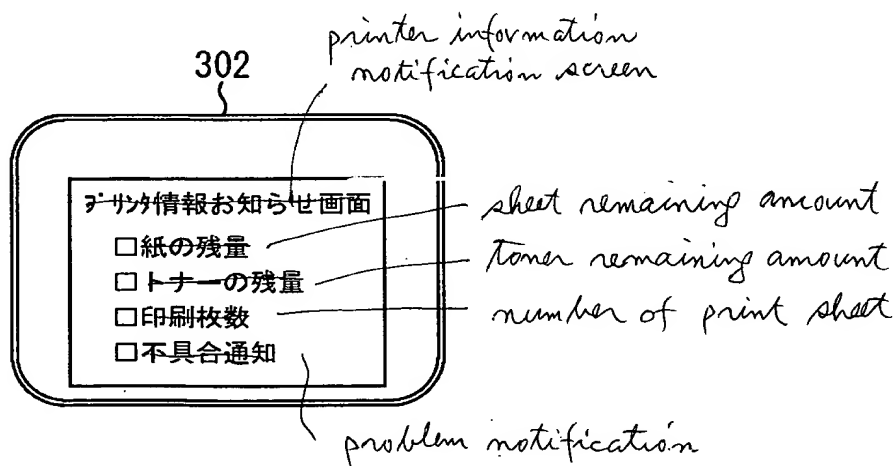 printer information
notification screen
302
プリンタ情報お知らせ画面
□紙の残量
□トナーの残量
□印刷枚数
□不具合通知
sheet remaining amount
toner remaining amount
number of print sheet
problem notification